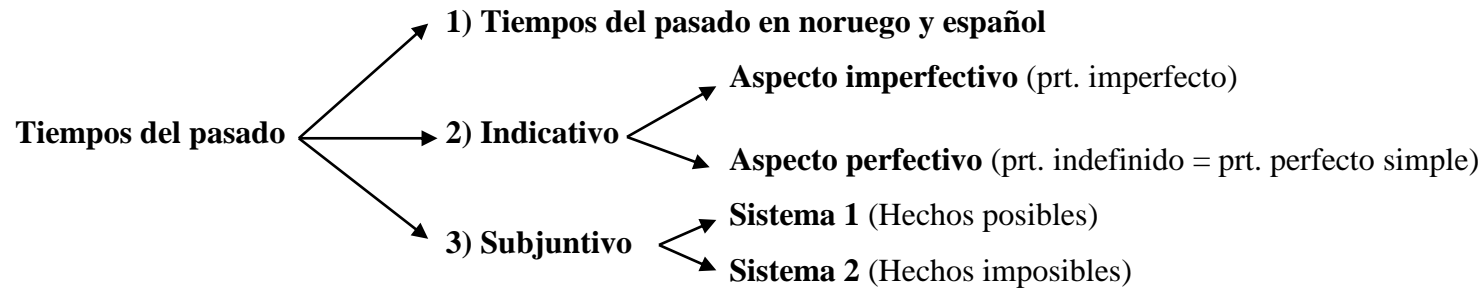 1) Tiempos del pasado en noruego y español
Aspecto imperfectivo (prt. imperfecto)
Tiempos del pasado
2) Indicativo
Aspecto perfectivo (prt. indefinido = prt. perfecto simple)
Sistema 1 (Hechos posibles)
3) Subjuntivo
Sistema 2 (Hechos imposibles)